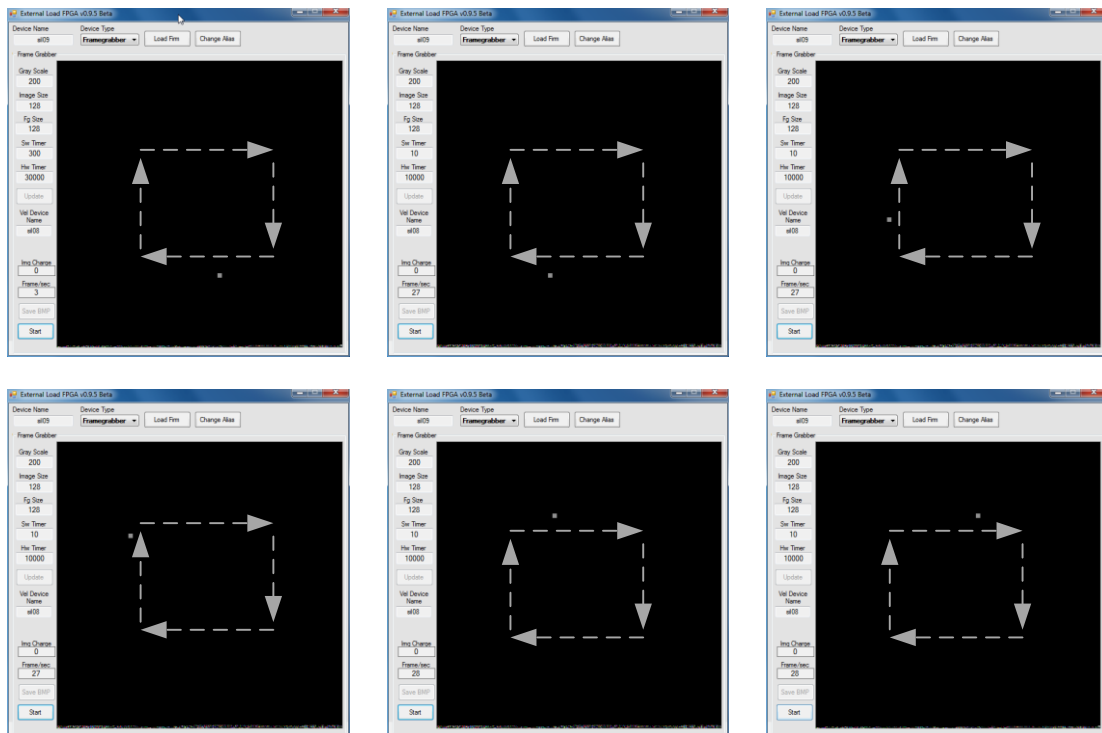 External Load FPGA v0.9.5 Beta
Device Name Device Type
sil09 Framegrabber Load Firm Change Alias
Frame Grabber
Gray Scale
200
Image Size
128
Fg Size
128
Sw Timer
300
Hw Timer
30000
Update
Vel Device
Name
sil08
Img Charge
0
Frame/sec
3
Save BMP
Start
External Load FPGA v0.9.5 Beta
Device Name Device Type
sil09 Framegrabber Load Firm Change Alias
Frame Grabber
Gray Scale
200
Image Size
128
Fg Size
128
Sw Timer
10
Hw Timer
10000
Update
Vel Device
Name
sil08
Img Charge
0
Frame/sec
27
Save BMP
Start
External Load FPGA v0.9.5 Beta
Device Name Device Type
sil09 Framegrabber Load Firm Change Alias
Frame Grabber
Gray Scale
200
Image Size
128
Fg Size
128
Sw Timer
10
Hw Timer
10000
Update
Vel Device
Name
sil08
Img Charge
0
Frame/sec
27
Save BMP
Start
External Load FPGA v0.9.5 Beta
Device Name Device Type
sil09 Framegrabber Load Firm Change Alias
Frame Grabber
Gray Scale
200
Image Size
128
Fg Size
128
Sw Timer
10
Hw Timer
10000
Update
Vel Device
Name
sil08
Img Charge
0
Frame/sec
27
Save BMP
Start
External Load FPGA v0.9.5 Beta
Device Name Device Type
sil09 Framegrabber Load Firm Change Alias
Frame Grabber
Gray Scale
200
Image Size
128
Fg Size
128
Sw Timer
10
Hw Timer
10000
Update
Vel Device
Name
sil08
Img Charge
0
Frame/sec
28
Save BMP
Start
External Load FPGA v0.9.5 Beta
Device Name Device Type
sil09 Framegrabber Load Firm Change Alias
Frame Grabber
Gray Scale
200
Image Size
128
Fg Size
128
Sw Timer
10
Hw Timer
10000
Update
Vel Device
Name
sil08
Img Charge
0
Frame/sec
28
Save BMP
Start